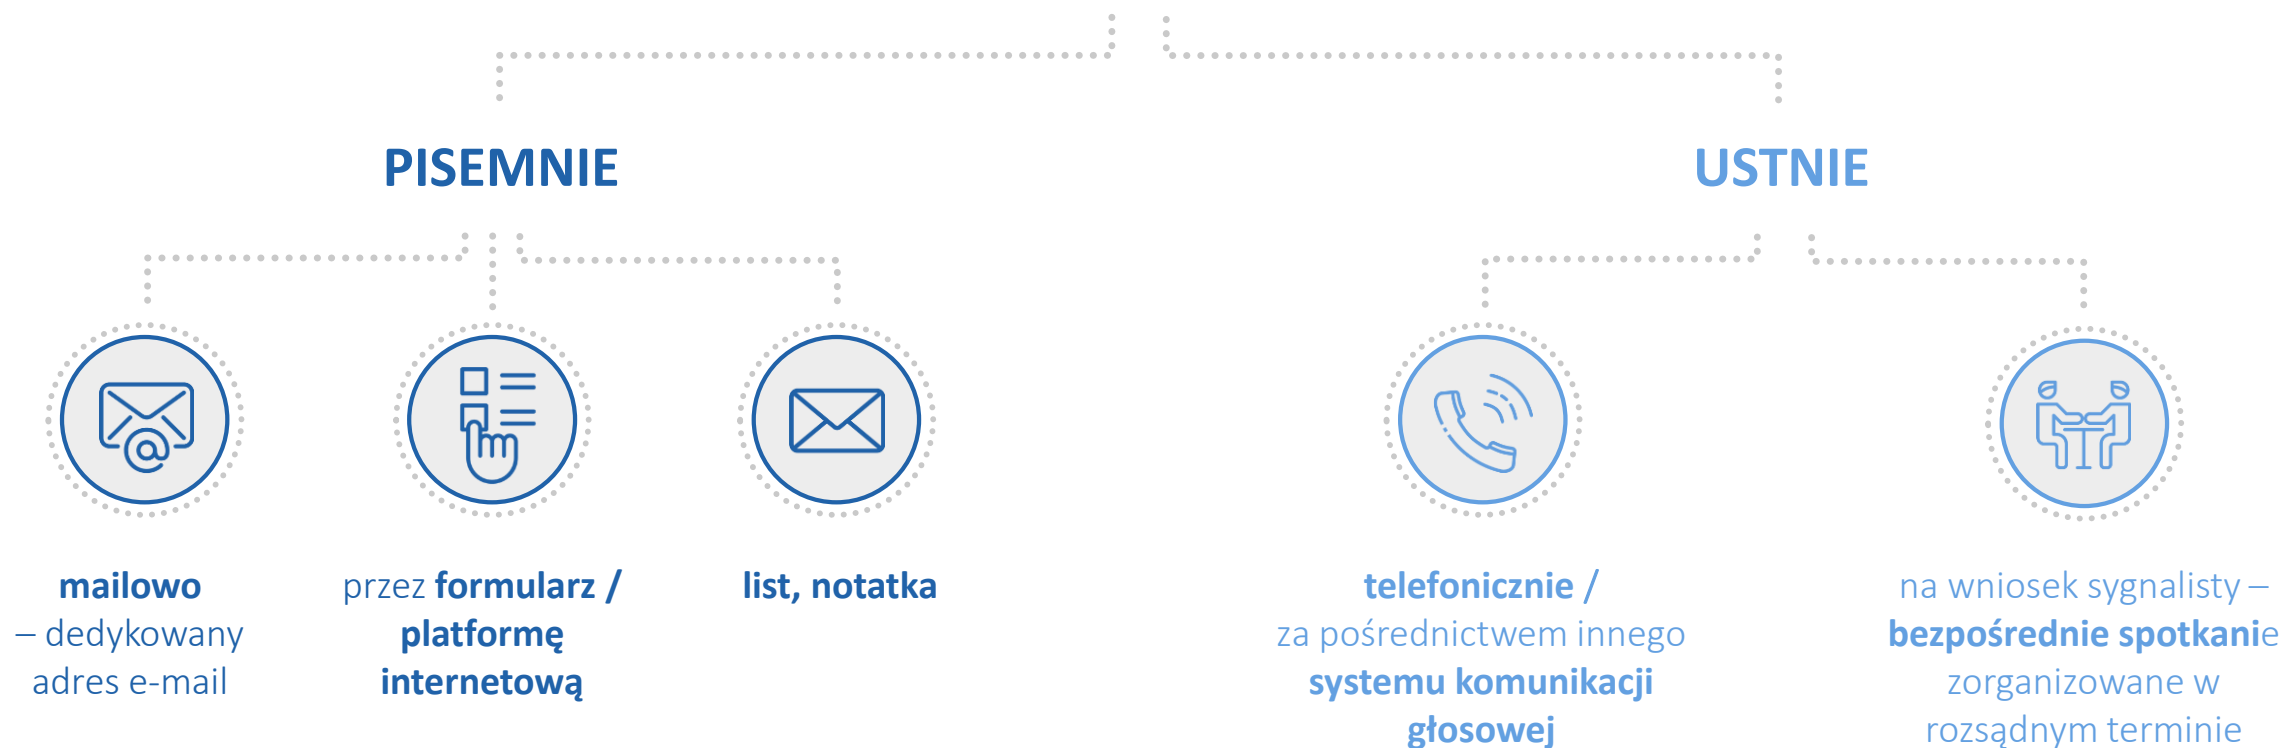 PISEMNIE
USTNIE
mailowo
– dedykowany
adres e-mail
przez formularz /
platformę
internetową
list, notatka
telefonicznie /
za pośrednictwem innego
systemu komunikacji
głosowej
na wniosek sygnalisty –
bezpośrednie spotkanie
zorganizowane w
rozsądnym terminie